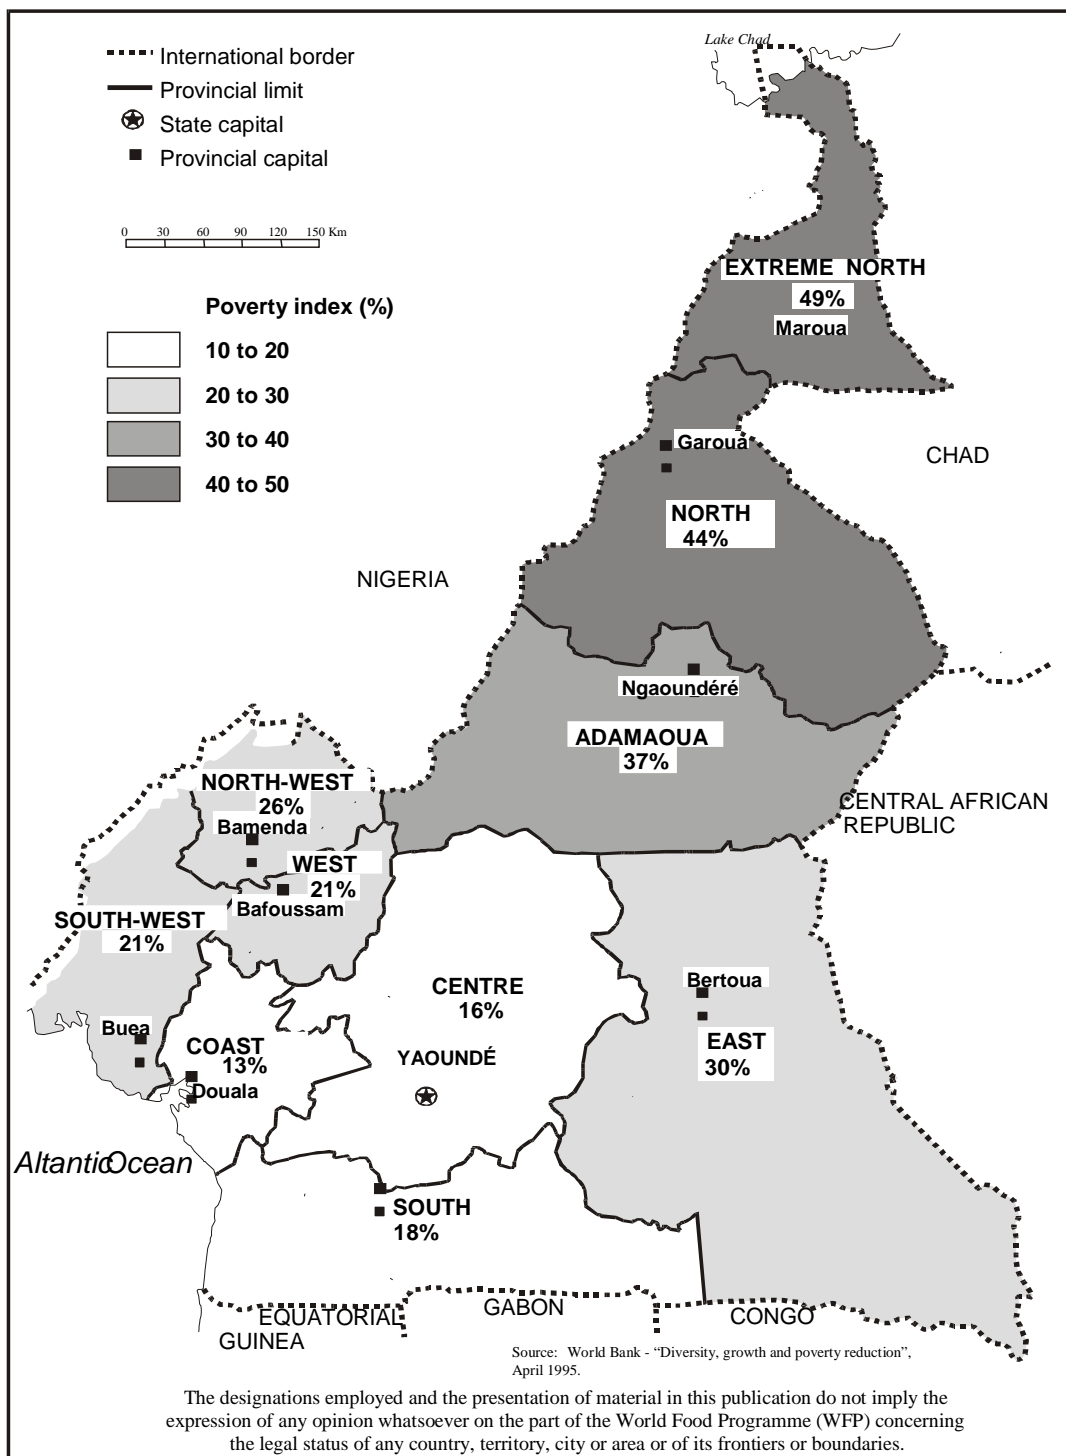 International border
Provincial limit
State capital
Provincial capital
0 30 60 90 120 150 Km
Poverty index (%)
10 to 20
20 to 30
30 to 40
40 to 50
Lake Chad
EXTREME NORTH
49%
Maroua
Garoua
CHAD
NORTH
44%
NIGERIA
Ngaoundéré
ADAMAOUA
37%
NORTH-WEST
26%
Bamenda
CENTRAL AFRICAN
REPUBLIC
WEST
21%
Bafoussam
SOUTH-WEST
21%
Bertoua
CENTRE
16%
Buea
COAST
13%
EAST
30%
YAOUNDÉ
Douala
Altantic Ocean
SOUTH
18%
EQUATORIAL
GUINEA
GABON
CONGO
Source: World Bank - “Diversity, growth and poverty reduction”,
April 1995.
The designations employed and the presentation of material in this publication do not imply the
expression of any opinion whatsoever on the part of the World Food Programme (WFP) concerning
the legal status of any country, territory, city or area or of its frontiers or boundaries.